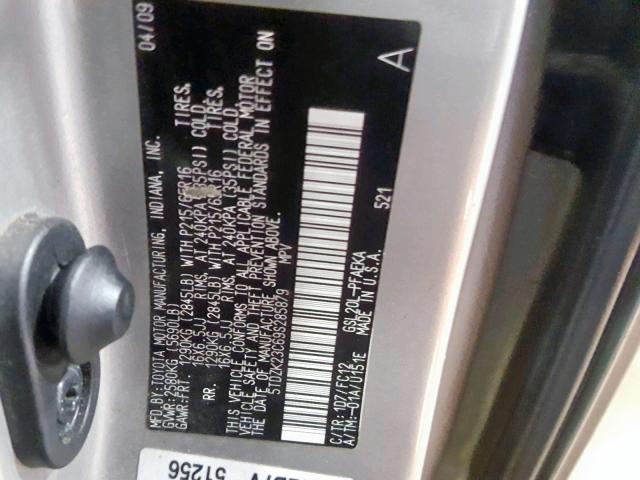 MFD.BY:TOYOTA MOTOR MANUFACTURING, INDIANA, INC. 04/09
GVWR:2580KG (5690LB)
GAWR:FRT. 1290KG (2845LB) WITH P215/65R16 TIRES,
16X6.5JJ RIMS, AT 240KPA (35PSI) COLD.
RR. 1290KG (2845LB) WITH P215/65R16 TIRES,
16X6.5JJ RIMS, AT 240KPA (35PSI) COLD.
THIS VEHICLE CONFORMS TO ALL APPLICABLE FEDERAL MOTOR
VEHICLE SAFETY AND THEFT PREVENTION STANDARDS IN EFFECT ON
THE DATE OF MANUFACTURE SHOWN ABOVE.
5TDZK23C69S285879 MPV
C/TR:1D7/FC12 GSL20L-PFAEKA
A/TM:-01A/U151E MADE IN U.S.A.
521
A
51256